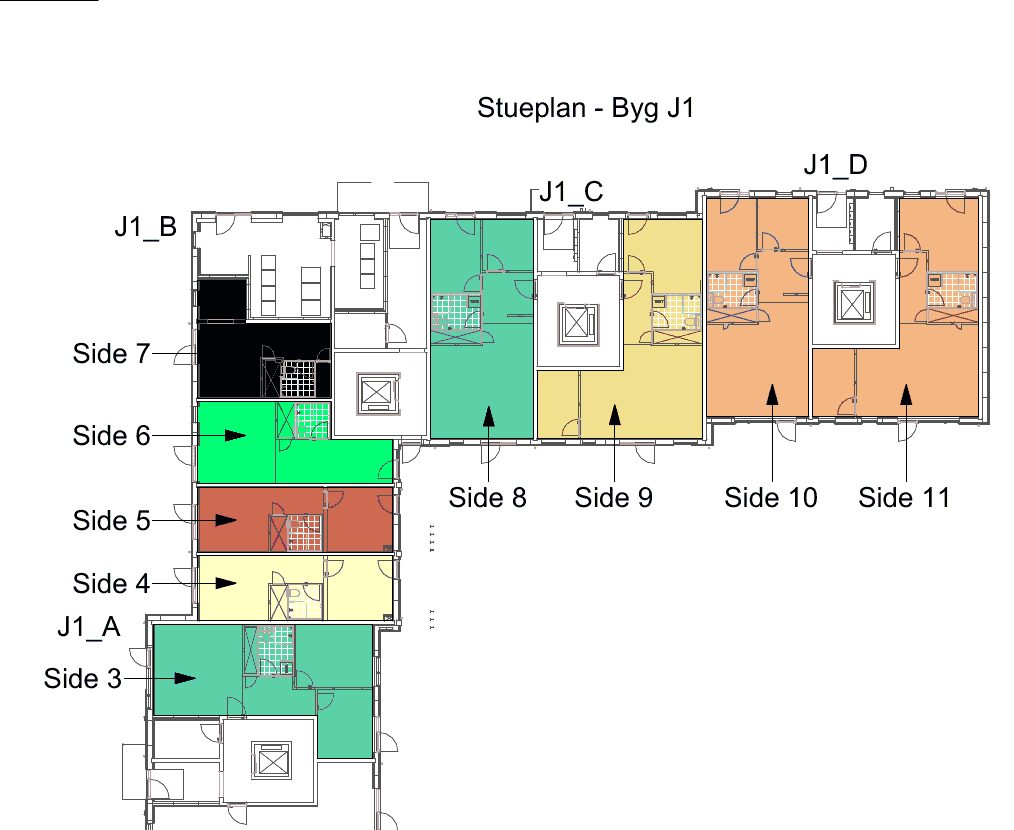 Stueplan - Byg J1
J1_D
J1_C
J1_B
Side 7
Side 6
Side 8
Side 9
Side 10
Side 11
Side 5
Side 4
J1_A
Side 3